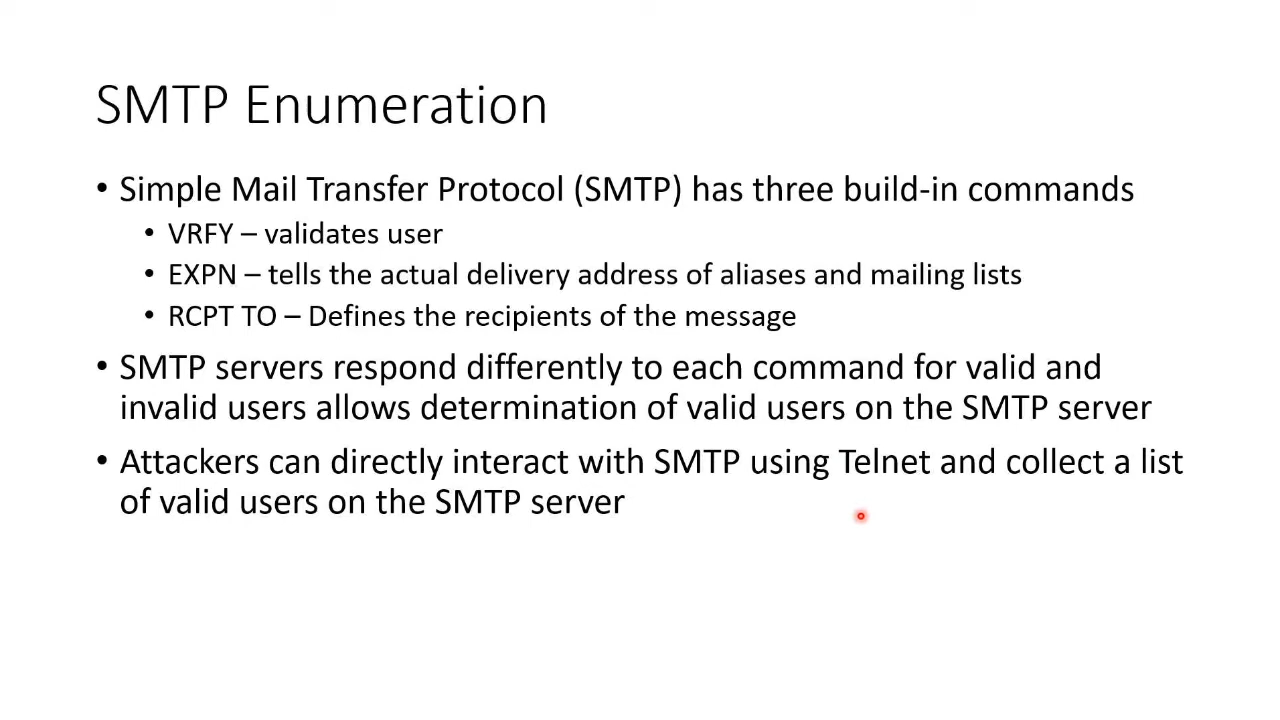 SMTP Enumeration
• Simple Mail Transfer Protocol (SMTP) has three build-in commands
• VRFY – validates user
• EXPN – tells the actual delivery address of aliases and mailing lists
• RCPT TO – Defines the recipients of the message
• SMTP servers respond differently to each command for valid and
invalid users allows determination of valid users on the SMTP server
• Attackers can directly interact with SMTP using Telnet and collect a list
of valid users on the SMTP server